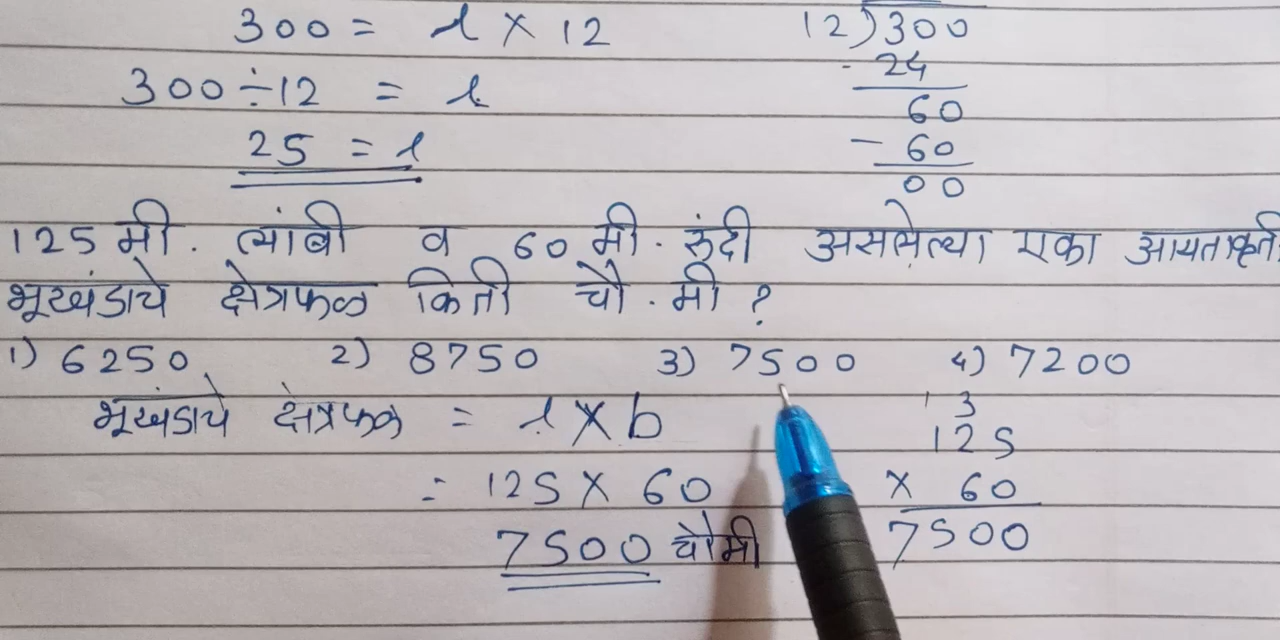 300 = l × 12
300 ÷ 12 = l
25 = l
12)300
- 24
60
- 60
00
125 मी. लांबी व 60 मी. रुंदी असलेल्या एका आयताकृती
भूखंडाचे क्षेत्रफळ किती चौ. मी ?
1) 6250 2) 8750 3) 7500 4) 7200
भूखंडाचे क्षेत्रफळ = l × b
= 125 × 60
7500 चौमी
1 3
125
× 60
7500